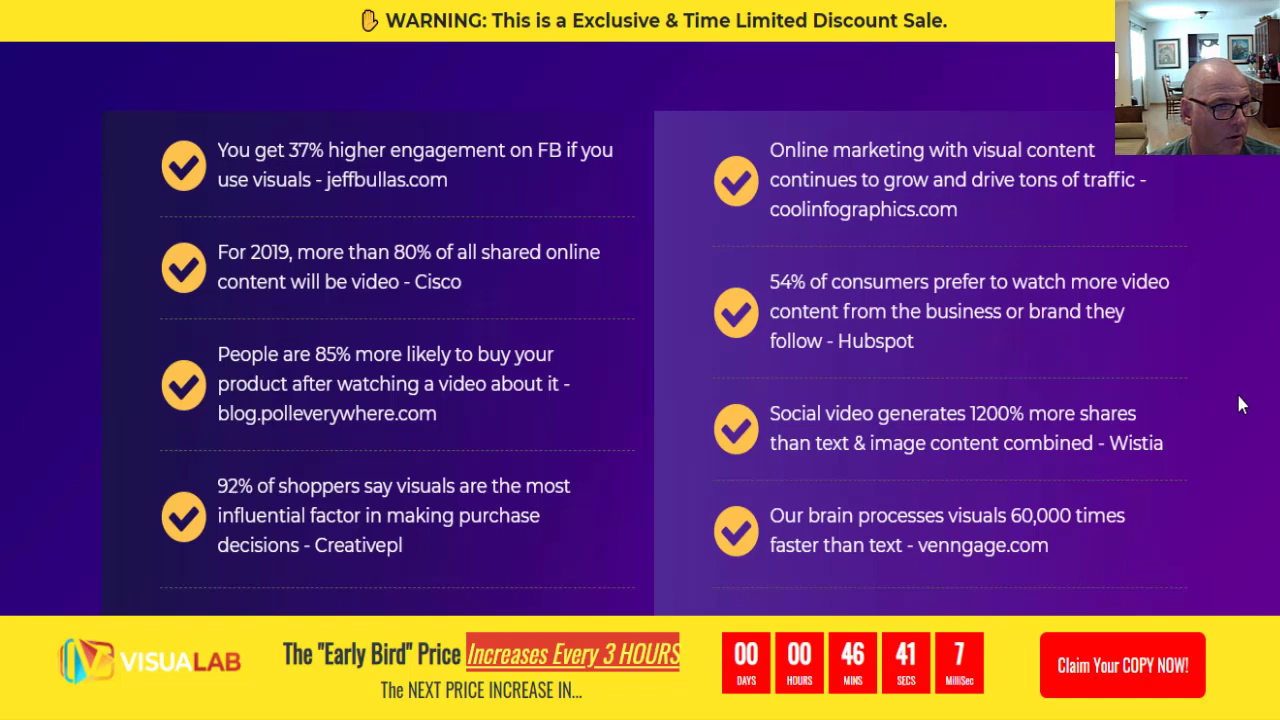 WARNING: This is a Exclusive & Time Limited Discount Sale.
You get 37% higher engagement on FB if you
use visuals - jeffbullas.com
For 2019, more than 80% of all shared online
content will be video - Cisco
People are 85% more likely to buy your
product after watching a video about it -
blog.polleverywhere.com
92% of shoppers say visuals are the most
influential factor in making purchase
decisions - Creativepl
Online marketing with visual content
continues to grow and drive tons of traffic -
coolinfographics.com
54% of consumers prefer to watch more video
content from the business or brand they
follow - Hubspot
Social video generates 1200% more shares
than text & image content combined - Wistia
Our brain processes visuals 60,000 times
faster than text - venngage.com
VISUALAB
The "Early Bird" Price Increases Every 3 HOURS
The NEXT PRICE INCREASE IN...
00 00 46 41 7
DAYS HOURS MINS SECS MilliSec
Claim Your COPY NOW!